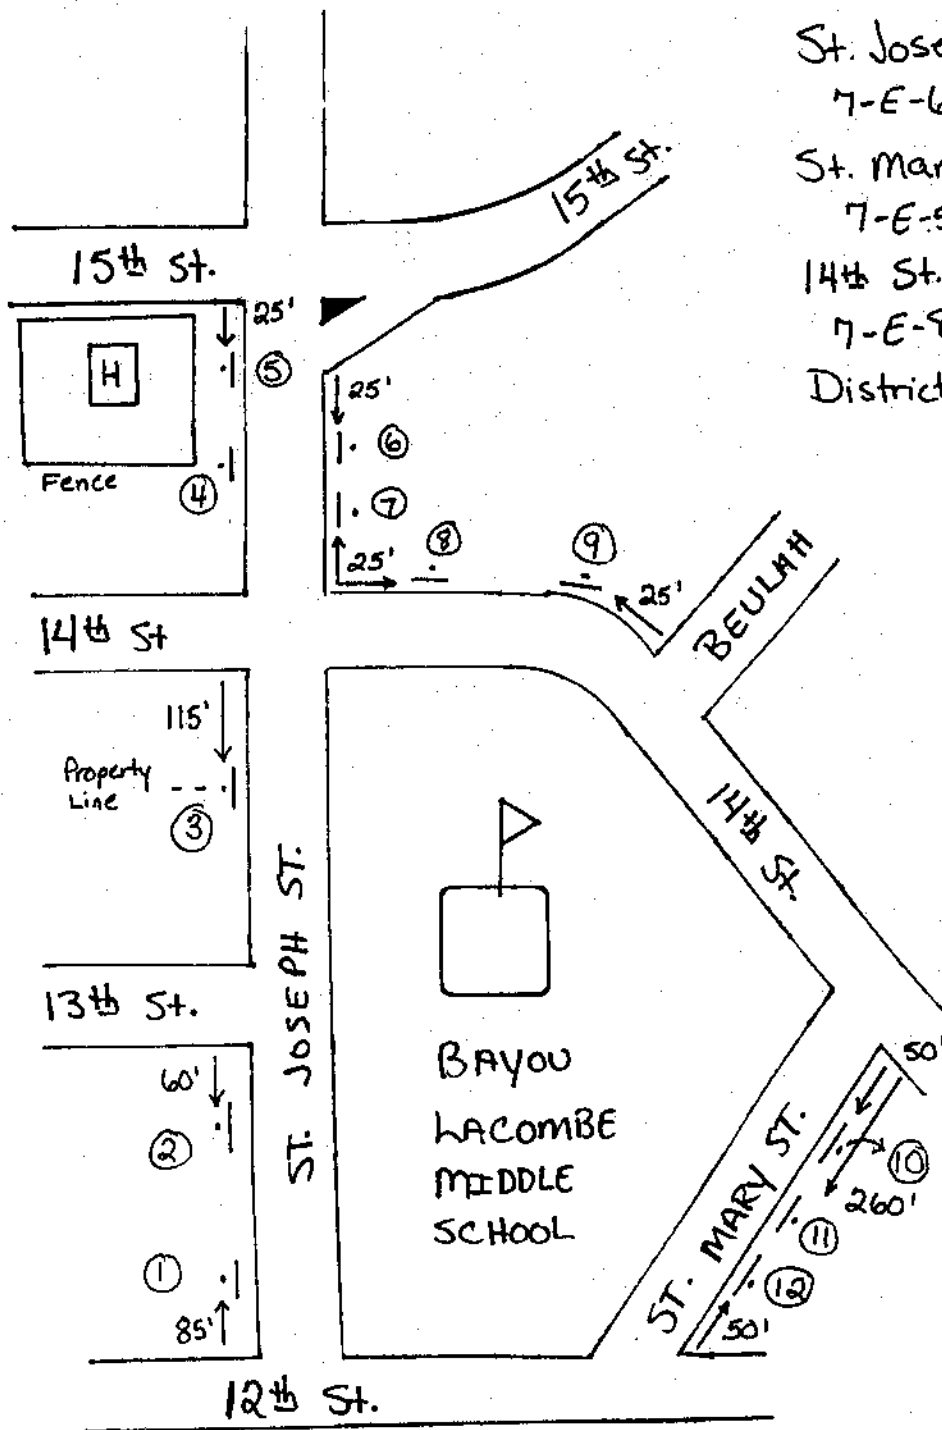 St. Jose
7-E-6
St. Mar
7-E-5
14th St.
7-E-9
District
15th St.
15th St.
25'
H
5
25'
6
Fence
4
7
8
9
25'
25'
BEULAH
14th St
115'
Property
Line
3
14th St.
ST. JOSEPH ST.
13th St.
BAYOU
LACOMBE
MIDDLE
SCHOOL
60'
2
50'
10
260'
11
ST. MARY ST.
12
50'
1
85'
12th St.